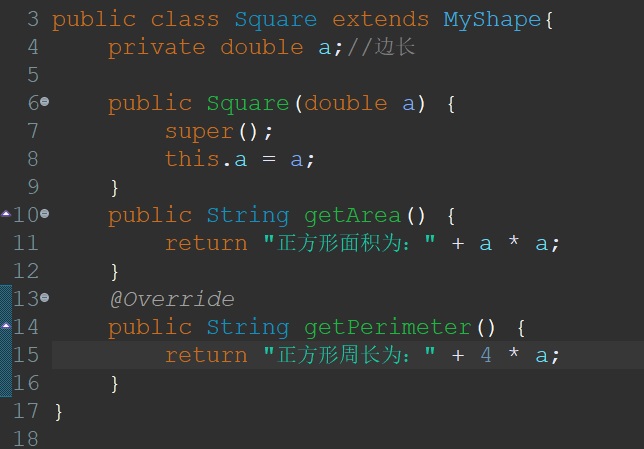 3 public class Square extends MyShape{
4     private double a;//边长
5
6     public Square(double a) {
7         super();
8         this.a = a;
9     }
10     public String getArea() {
11         return "正方形面积为：" + a * a;
12     }
13     @Override
14     public String getPerimeter() {
15         return "正方形周长为：" + 4 * a;
16     }
17 }
18